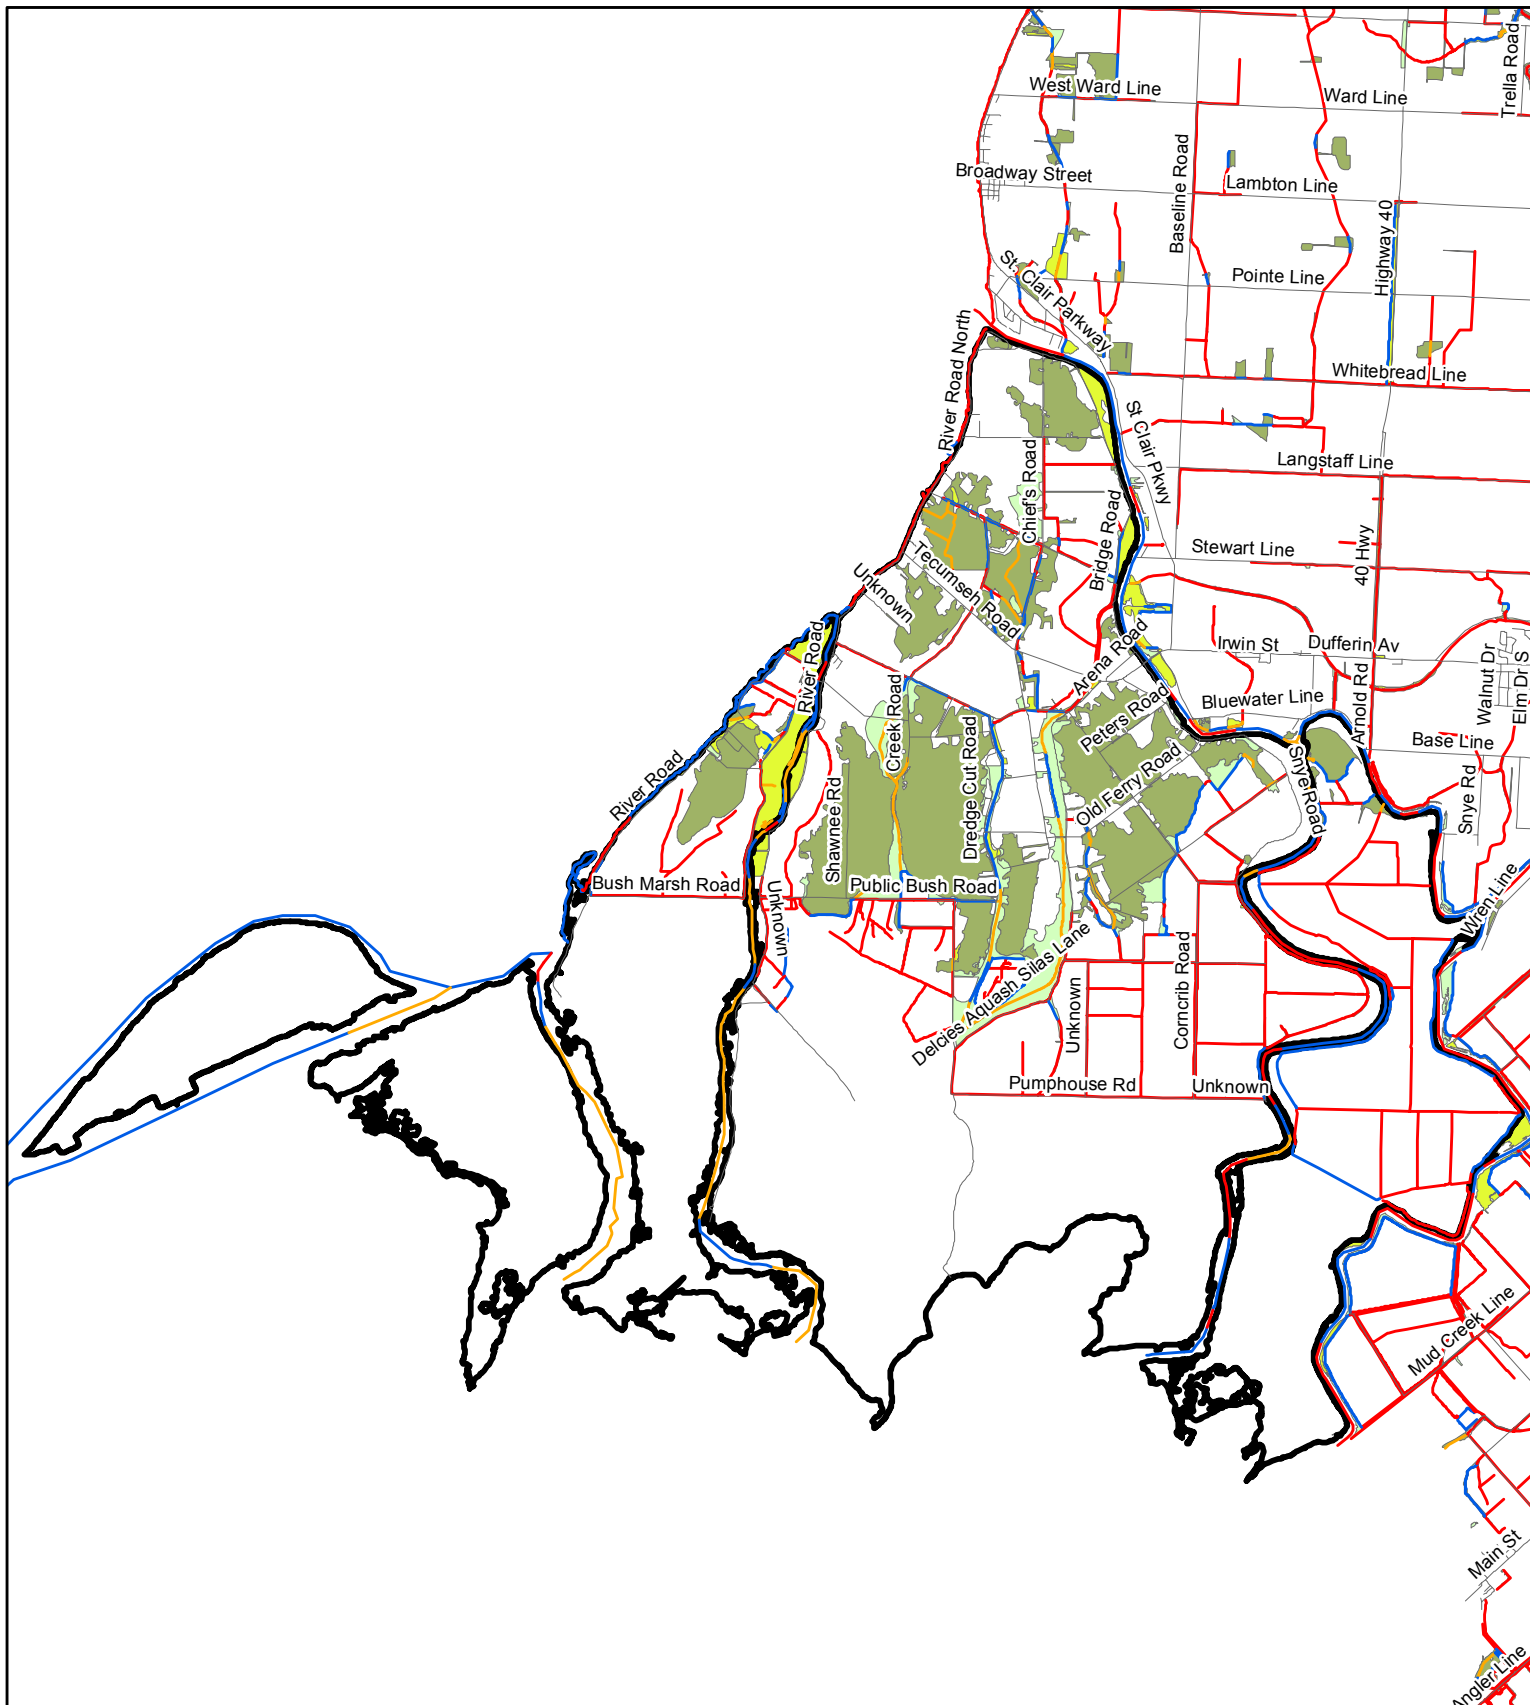 Trella Road
West Ward Line
Ward Line
Broadway Street
Baseline Road
Lambton Line
Highway 40
St. Clair Parkway
Pointe Line
River Road North
Whitebread Line
St Clair Pkwy
Chief's Road
Langstaff Line
Bridge Road
Tecumseh Road
Stewart Line
40 Hwy
Unknown
River Road
Arena Road
Irwin St
Dufferin Av
Walnut Dr
Elm Dr S
Arnold Rd
Creek Road
Peters Road
Bluewater Line
Dredge Cut Road
Base Line
River Road
Old Ferry Road
Snye Road
Snye Rd
Shawnee Rd
Bush Marsh Road
Public Bush Road
Unknown
Wren Line
Delcies Aquash Silas Lane
Unknown
Corncrib Road
Pumphouse Rd
Unknown
Mud Creek Line
Main St
Angler Line